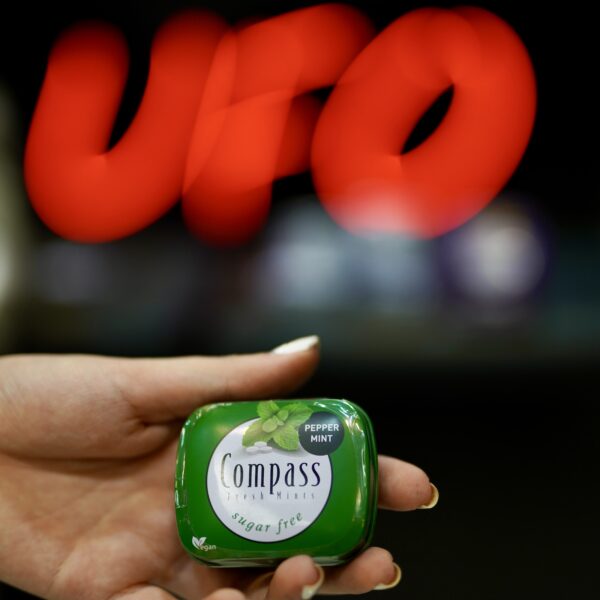 UFO
PEPPER
MINT
Compass
Fresh Mints
sugar free
vegan